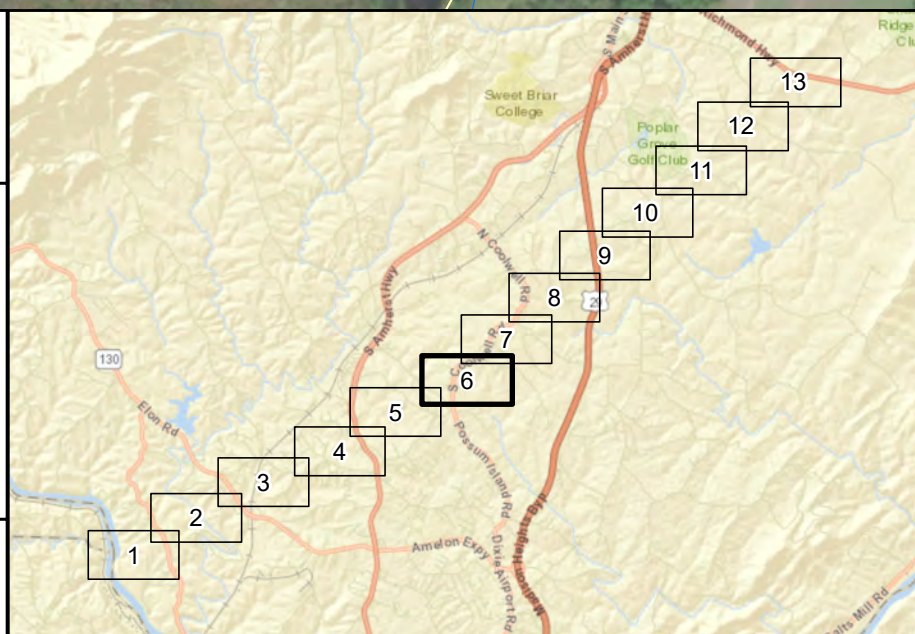 S Main S
S Amherst H
Richmond Hwy
Ridge
Clu
13
Sweet Briar
College
12
Poplar
Grove
Golf Club
11
10
N Coolwell Rd
9
8
29
S Amherst Hwy
7
S Coolwell Rd
130
6
Elon Rd
5
4
Possum Island Rd
3
2
Madison Heights Byp
Amelon Expy
Dixie Airport Rd
1
olts Mill Rd